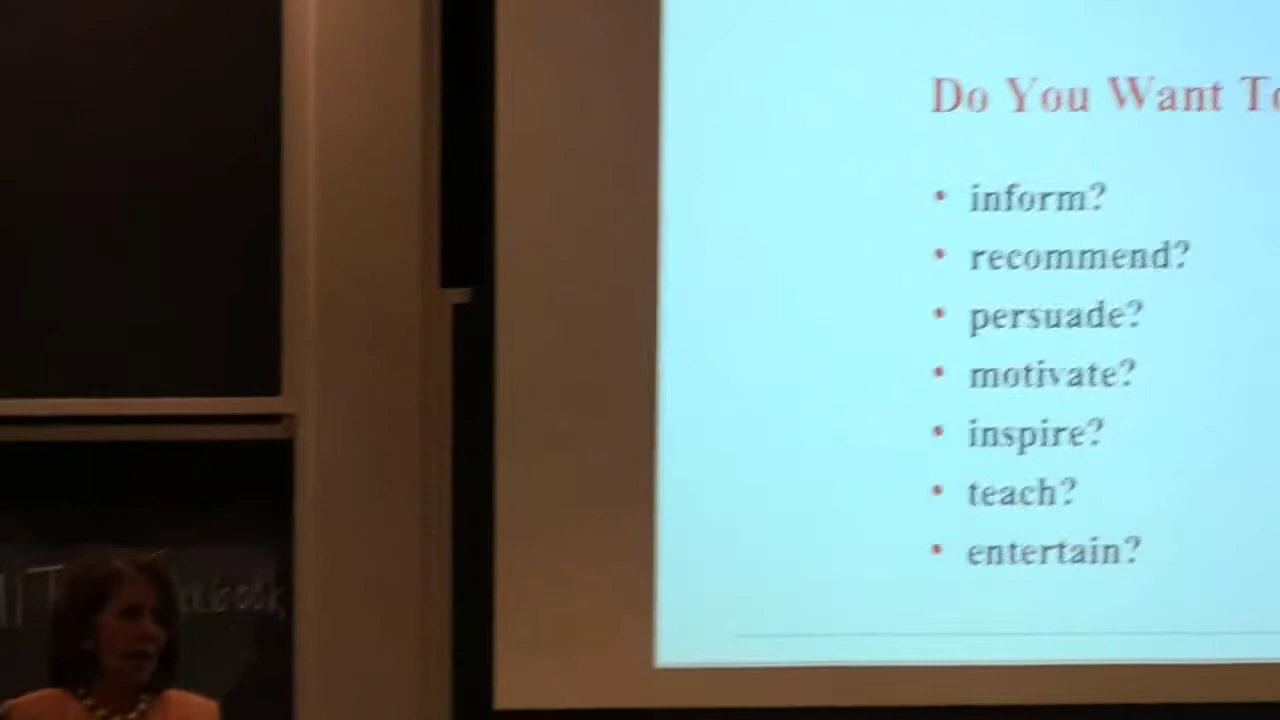 Do You Want To
• inform?
• recommend?
• persuade?
• motivate?
• inspire?
• teach?
• entertain?